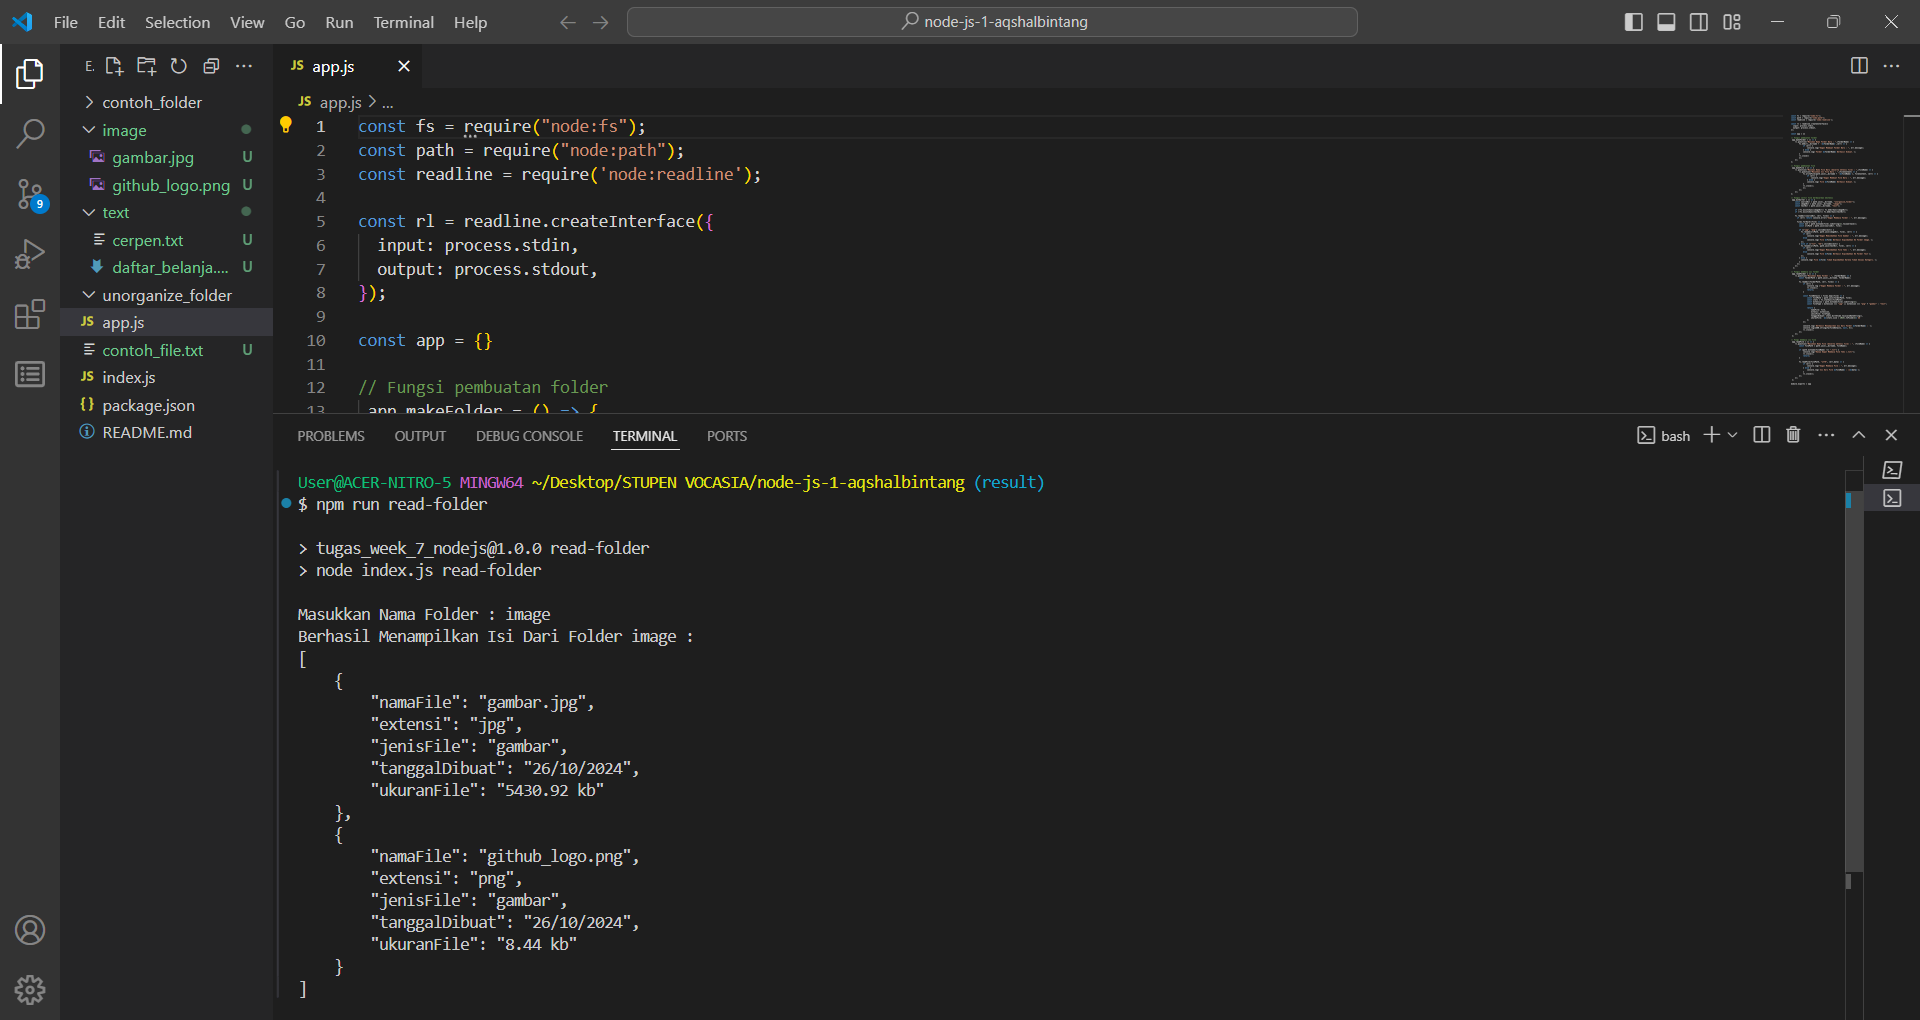 File Edit Selection View Go Run Terminal Help
node-js-1-aqshalbintang
E.
contoh_folder
image
gambar.jpg U
github_logo.png U
text
cerpen.txt U
daftar_belanja.... U
unorganize_folder
JS app.js
contoh_file.txt U
JS index.js
{} package.json
README.md
9
JS app.js
JS app.js > ...
1 const fs = require("node:fs");
2 const path = require("node:path");
3 const readline = require('node:readline');
4
5 const rl = readline.createInterface({
6 input: process.stdin,
7 output: process.stdout,
8 });
9
10 const app = {}
11
12 // Fungsi pembuatan folder
13 app.makeFolder = () => {
PROBLEMS OUTPUT DEBUG CONSOLE TERMINAL PORTS
bash
User@ACER-NITRO-5 MINGW64 ~/Desktop/STUPEN VOCASIA/node-js-1-aqshalbintang (result)
$ npm run read-folder
> tugas_week_7_nodejs@1.0.0 read-folder
> node index.js read-folder
Masukkan Nama Folder : image
Berhasil Menampilkan Isi Dari Folder image :
[
{
"namaFile": "gambar.jpg",
"extensi": "jpg",
"jenisFile": "gambar",
"tanggalDibuat": "26/10/2024",
"ukuranFile": "5430.92 kb"
},
{
"namaFile": "github_logo.png",
"extensi": "png",
"jenisFile": "gambar",
"tanggalDibuat": "26/10/2024",
"ukuranFile": "8.44 kb"
}
]